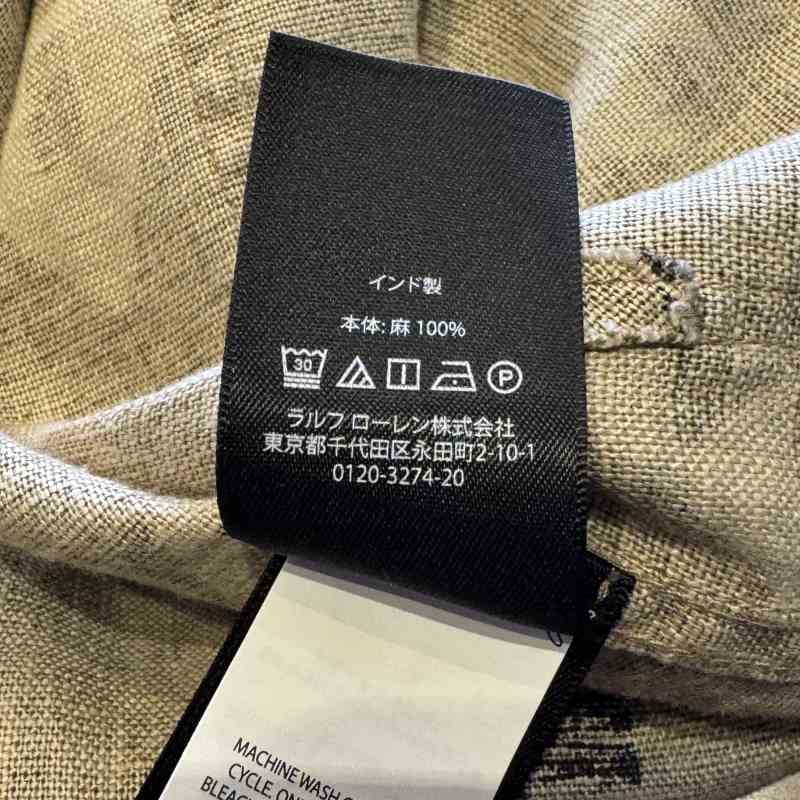 インド製
本体: 麻 100%
30
P
ラルフ ローレン株式会社
東京都千代田区永田町2-10-1
0120-3274-20
MACHINE WASH
CYCLE.